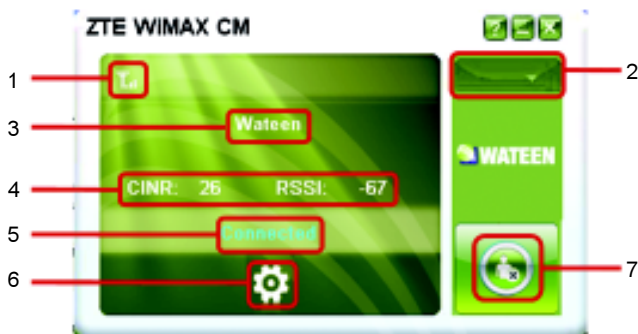 ZTE WIMAX CM
1
2
3
Wateen
WATEEN
4
CINR: 26 RSSI: -67
5
Connected
6
7